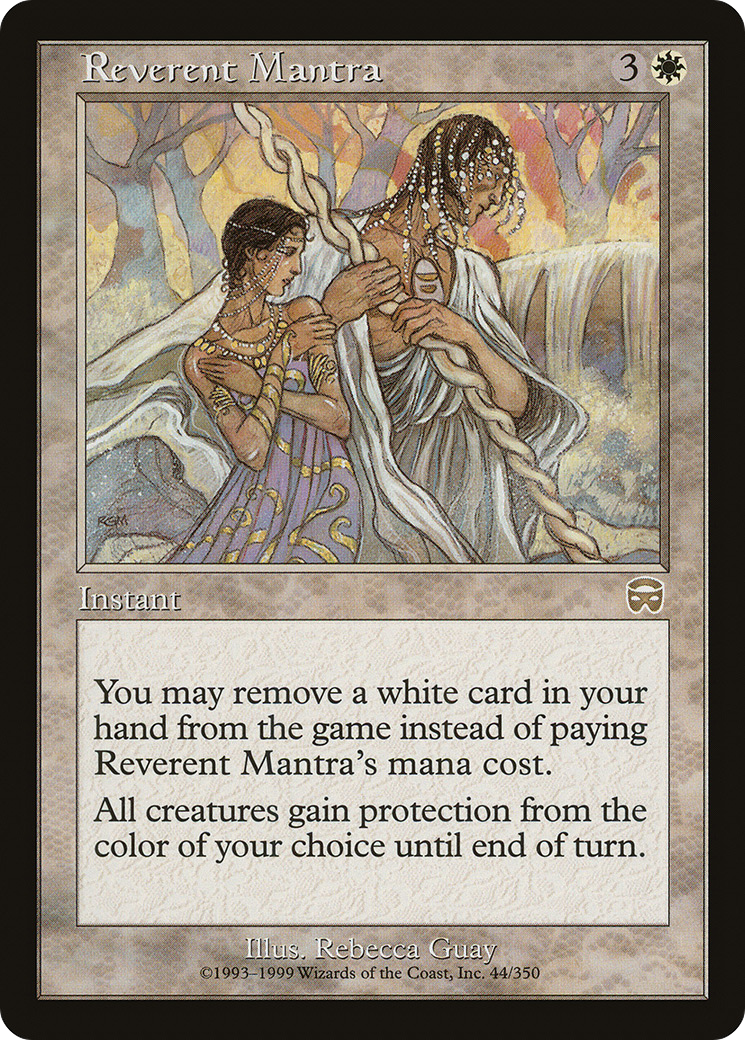 Reverent Mantra 3
RGM
Instant
You may remove a white card in your
hand from the game instead of paying
Reverent Mantra's mana cost.
All creatures gain protection from the
color of your choice until end of turn.
Illus. Rebecca Guay
©1993–1999 Wizards of the Coast, Inc. 44/350